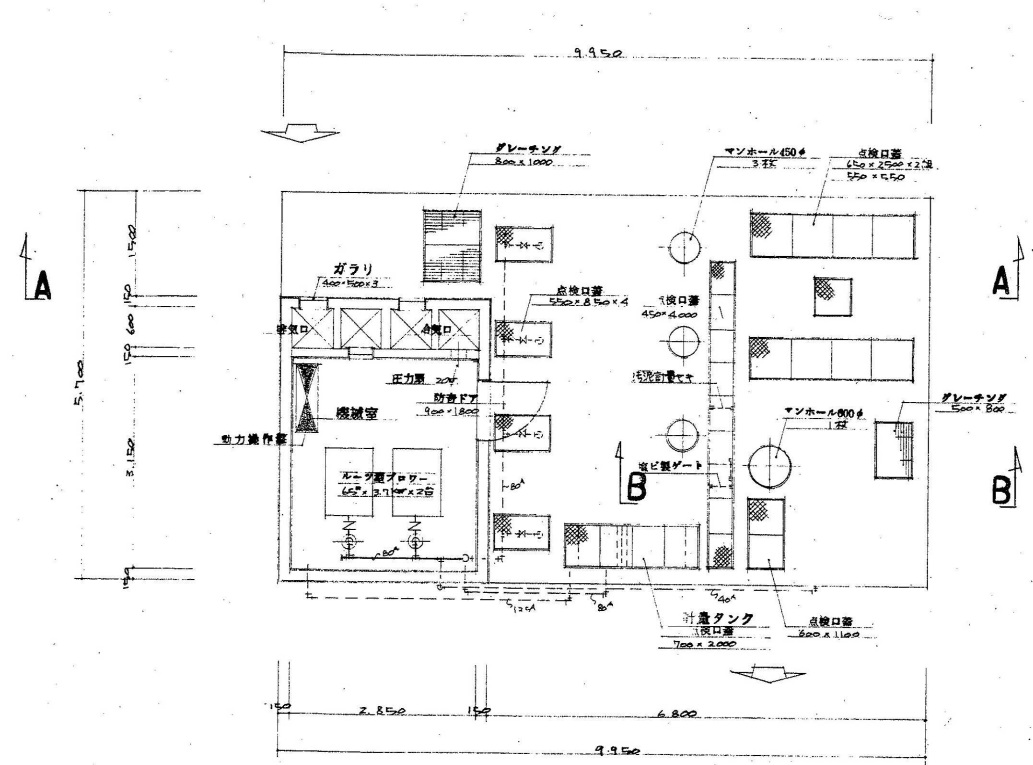 9.950
グレーチング
800×1000
マンホール450φ
3枚
点検口蓋
650×2500×2組
550×550
A
A
ガラリ
400×500×3
点検口蓋
550×850×4
点検口蓋
450×4000
排気口
給気口
圧力扇 20φ
防音ドア
900×1800
汚泥計量セキ
マンホール600φ
1枚
グレーチング
500×800
機械室
動力操作盤
ルーツ型ブロワー
65φ×3.7kW×2台
塩ビ製ゲート
B
B
80A
80A
125A
80A
40A
計量タンク
点検口蓋
700×2000
点検口蓋
600×1100
5.700
1500
150
600
150
3.150
150
150
2.850
150
6.800
9.950